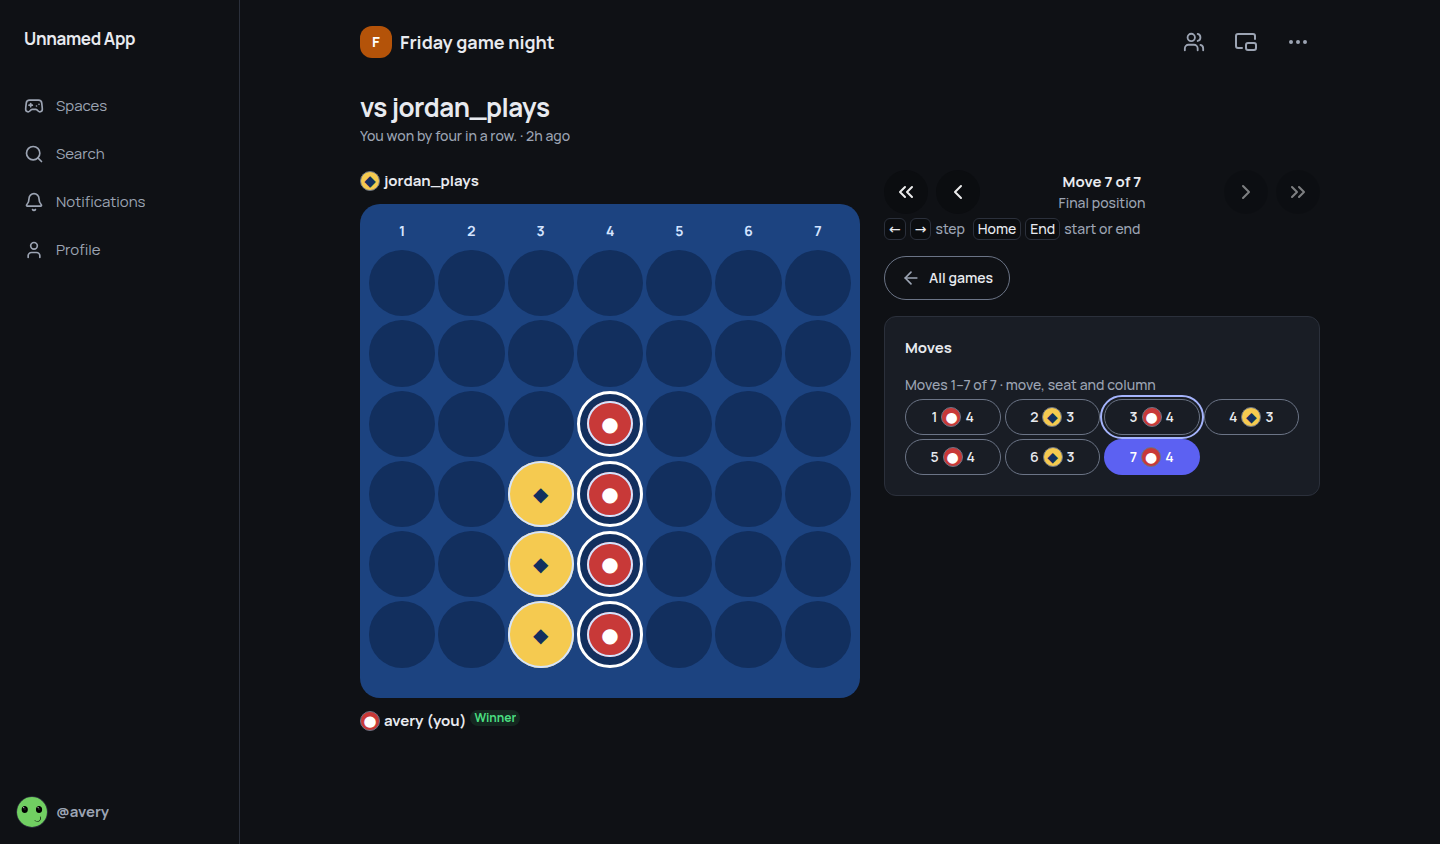 Unnamed App
Spaces
Search
Notifications
Profile
@avery
F Friday game night
vs jordan_plays
You won by four in a row. · 2h ago
jordan_plays
1 2 3 4 5 6 7
avery (you) Winner
Move 7 of 7
Final position
← → step Home End start or end
← All games
Moves
Moves 1–7 of 7 · move, seat and column
1 4 2 3 3 4 4 3
5 4 6 3 7 4